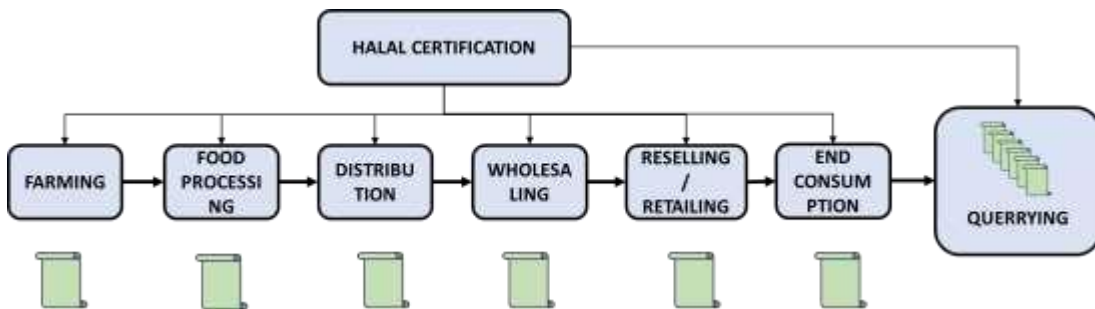 HALAL CERTIFICATION
FARMING
FOOD
PROCESSI
NG
DISTRIBU
TION
WHOLESA
LING
RESELLING
/
RETAILING
END
CONSUM
PTION
QUERRYING